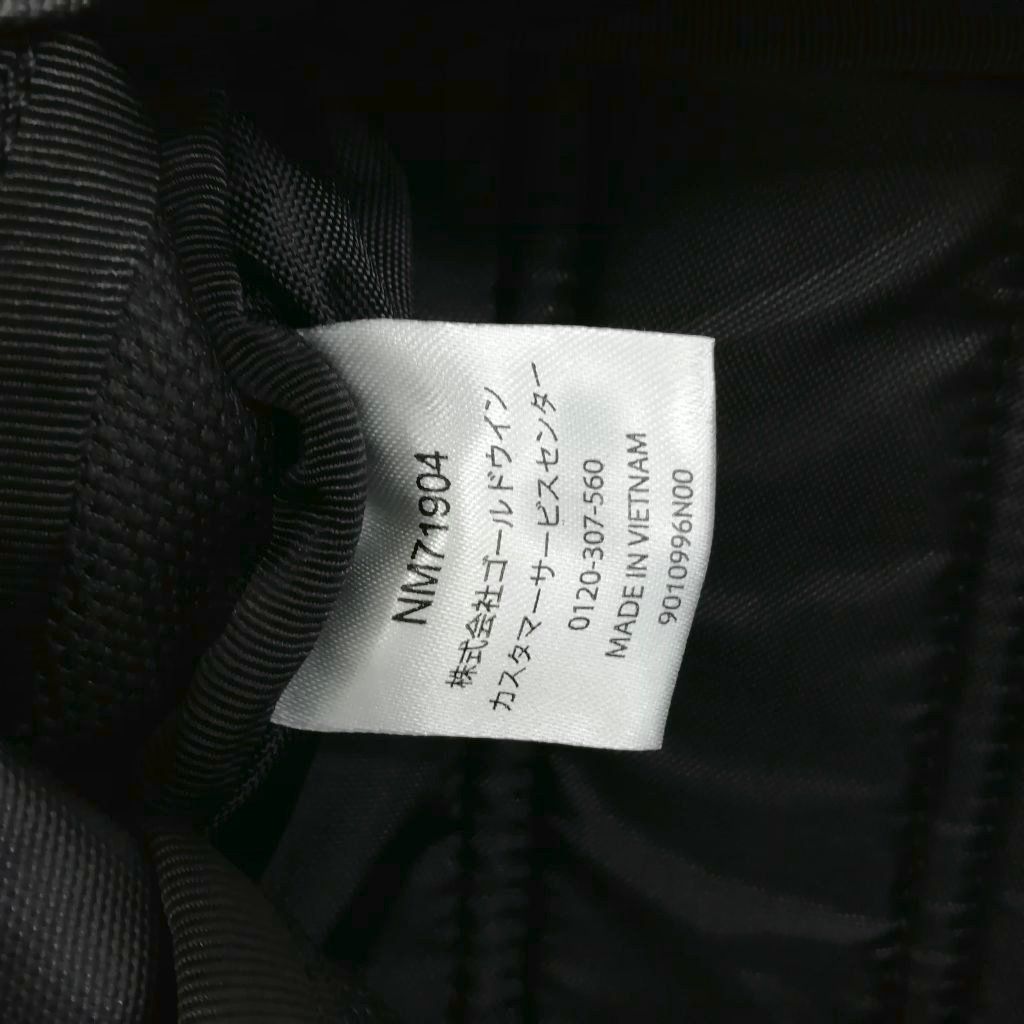 NM71904
株式会社ゴールドウイン
カスタマーサービスセンター
0120-307-560
MADE IN VIETNAM
9010996N00